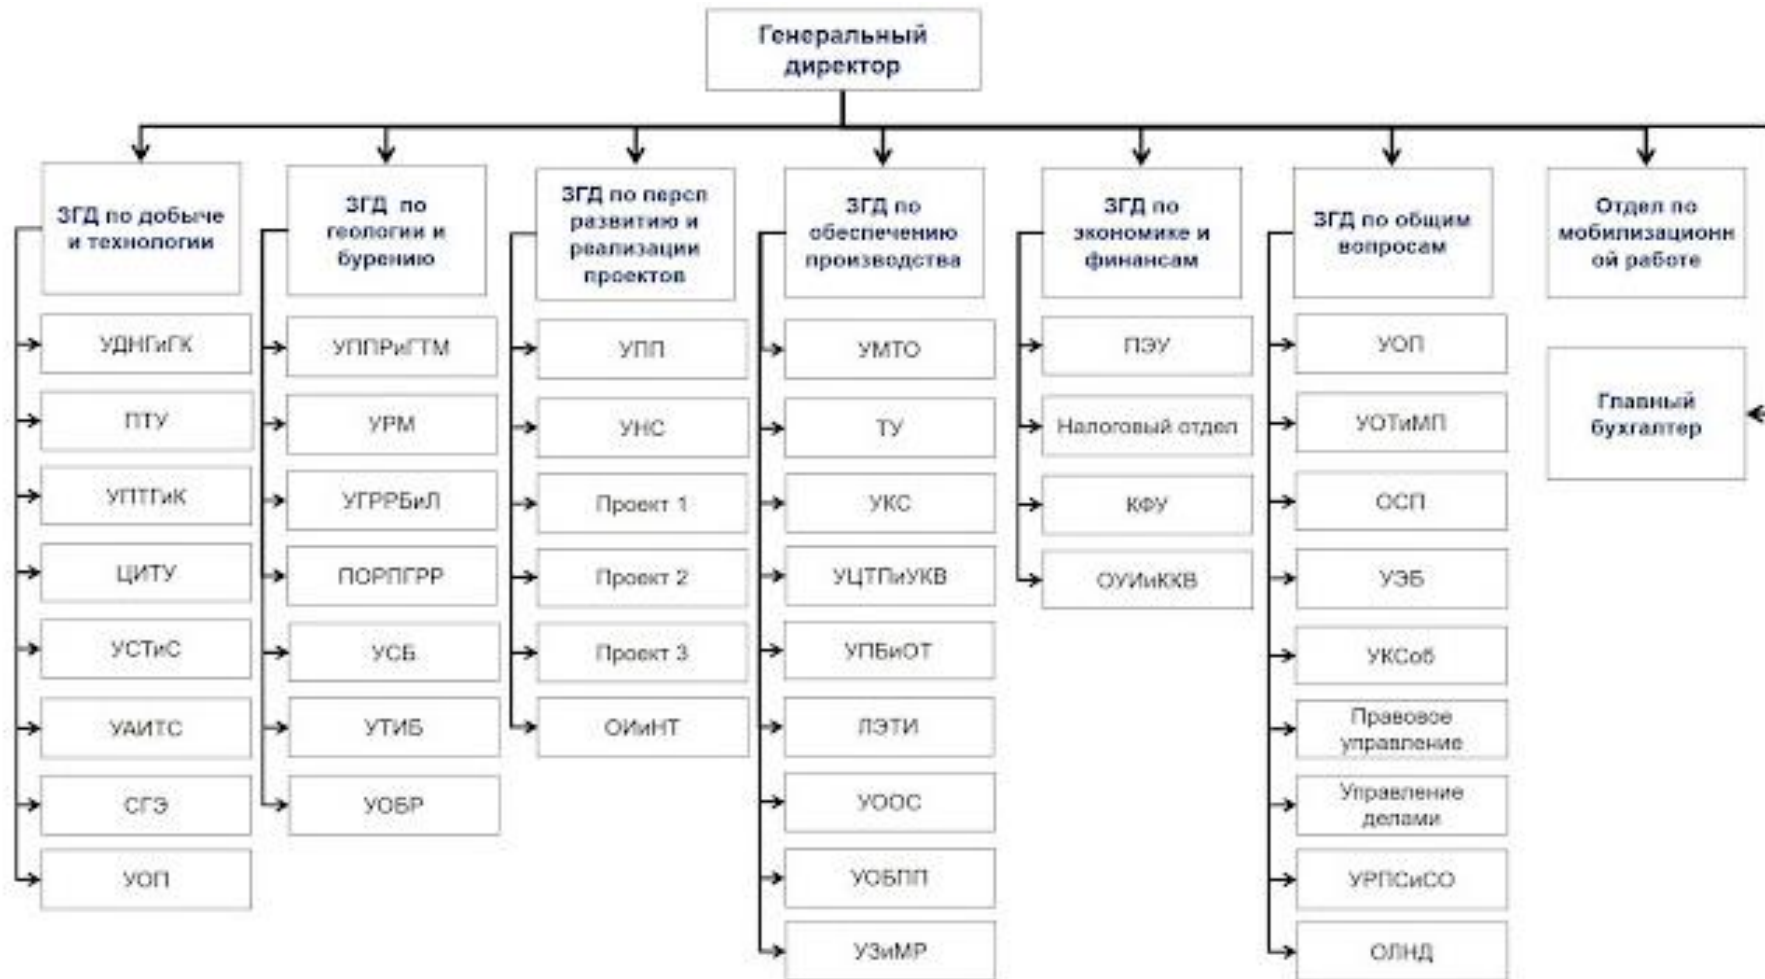 Генеральный
директор
ЗГД по добыче
и технологии
УДНГиГК
ПТУ
УПТГиК
ЦИТУ
УСТиС
УАИТС
СГЭ
УОП
ЗГД по
геологии и
бурению
УППРиГТМ
УРМ
УГРРБиЛ
ПОРПГРР
УСБ
УТИБ
УОБР
ЗГД по персп
развитию и
реализации
проектов
УПП
УНС
Проект 1
Проект 2
Проект 3
ОИиНТ
ЗГД по
обеспечению
производства
УМТО
ТУ
УКС
УЦТПиУКВ
УПБиОТ
ЛЭТИ
УООС
УОБПП
УЗиМР
ЗГД по
экономике и
финансам
ПЭУ
Налоговый отдел
КФУ
ОУИиККВ
ЗГД по общим
вопросам
УОП
УОТиМП
ОСП
УЭБ
УКСоб
Правовое
управление
Управление
делами
УРПСиСО
ОЛНД
Отдел по
мобилизационн
ой работе
Главный
бухгалтер